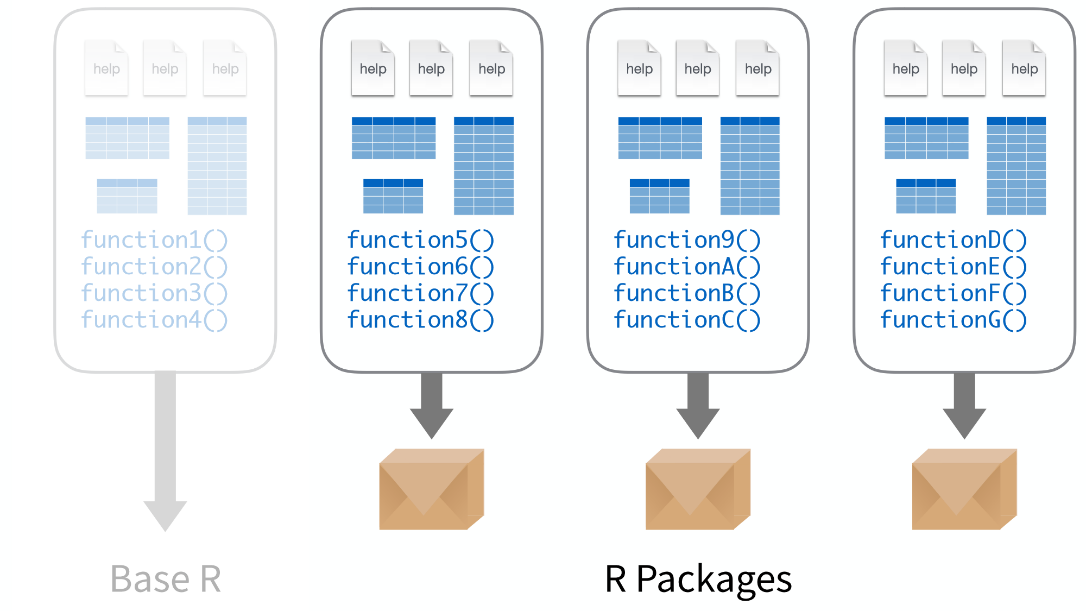 help help help
function1()
function2()
function3()
function4()
help help help
function5()
function6()
function7()
function8()
help help help
function9()
functionA()
functionB()
functionC()
help help help
functionD()
functionE()
functionF()
functionG()
Base R
R Packages